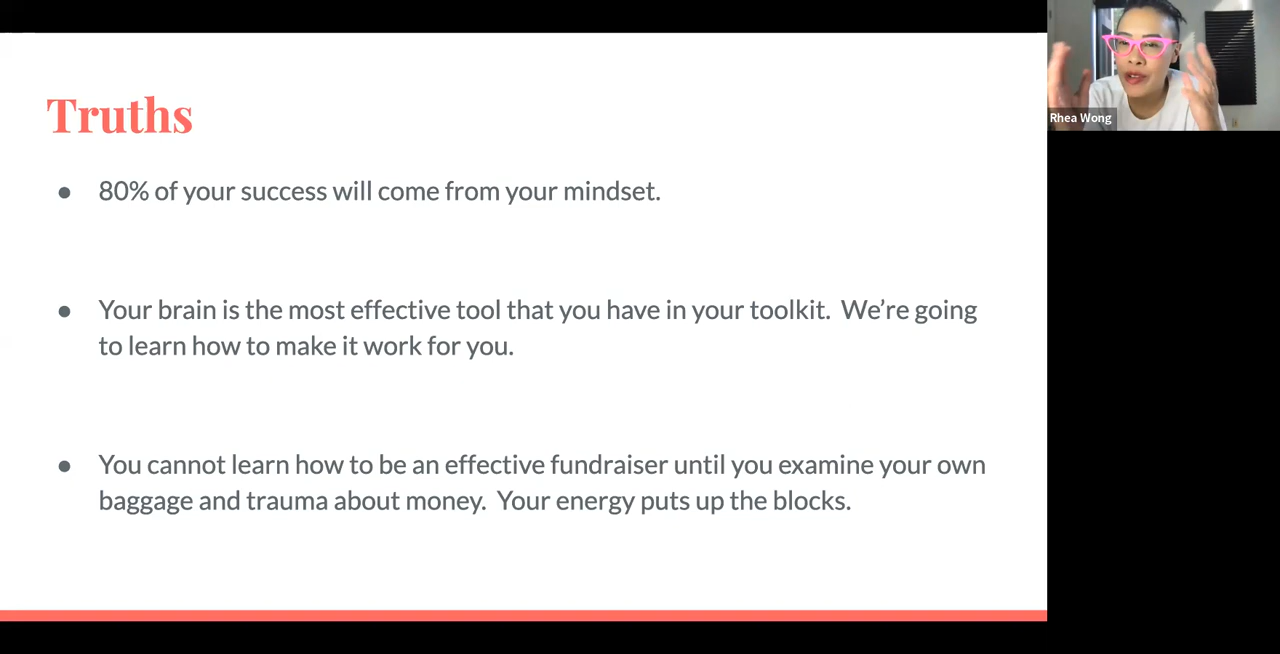 Truths
● 80% of your success will come from your mindset.
● Your brain is the most effective tool that you have in your toolkit.  We’re going
to learn how to make it work for you.
● You cannot learn how to be an effective fundraiser until you examine your own
baggage and trauma about money.  Your energy puts up the blocks.
Rhea Wong